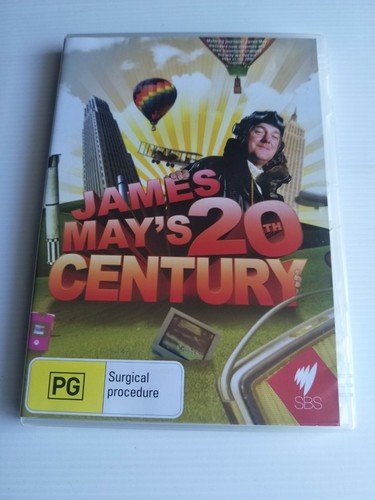 JAMES
MAY'S 20TH
CENTURY
PG
Surgical
procedure
SBS